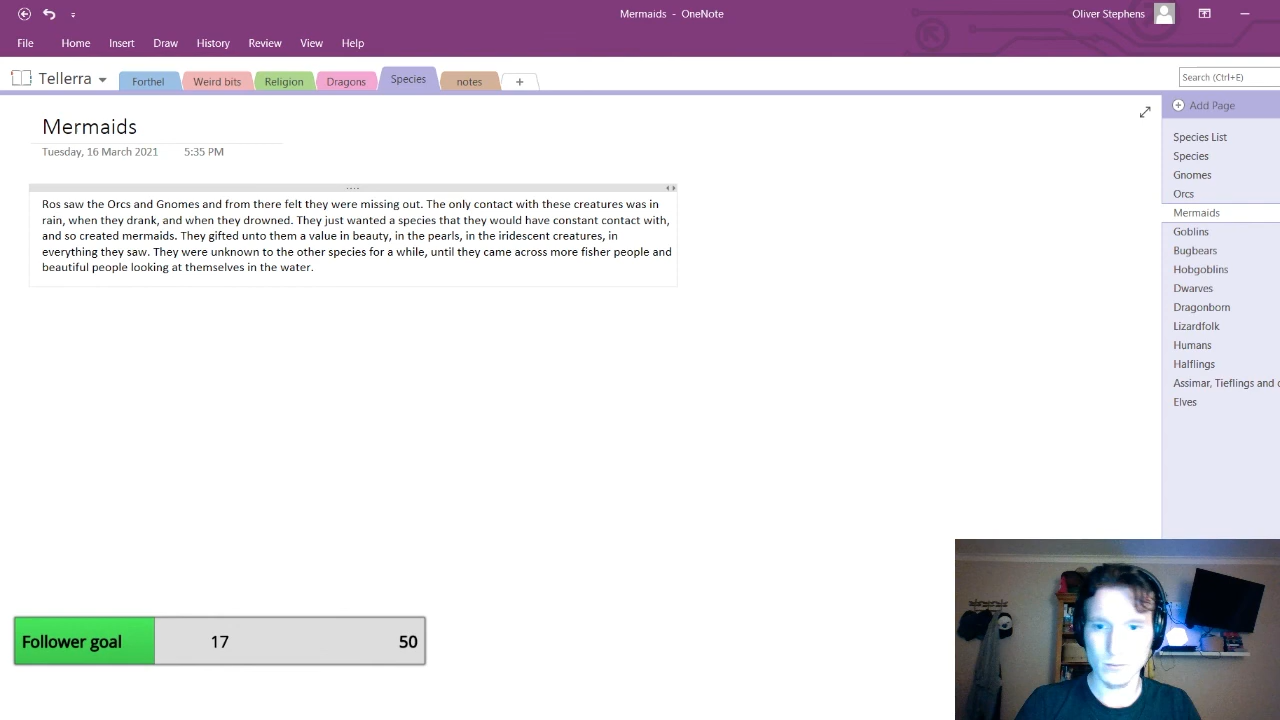 Mermaids - OneNote
Oliver Stephens
File Home Insert Draw History Review View Help
Tellerra Forthel Weird bits Religion Dragons Species notes +
Search (Ctrl+E)
Mermaids
Tuesday, 16 March 2021 5:35 PM
Ros saw the Orcs and Gnomes and from there felt they were missing out. The only contact with these creatures was in
rain, when they drank, and when they drowned. They just wanted a species that they would have constant contact with,
and so created mermaids. They gifted unto them a value in beauty, in the pearls, in the iridescent creatures, in
everything they saw. They were unknown to the other species for a while, until they came across more fisher people and
beautiful people looking at themselves in the water.
Add Page
Species List
Species
Gnomes
Orcs
Mermaids
Goblins
Bugbears
Hobgoblins
Dwarves
Dragonborn
Lizardfolk
Humans
Halflings
Assimar, Tieflings and
Elves
Follower goal 17 50